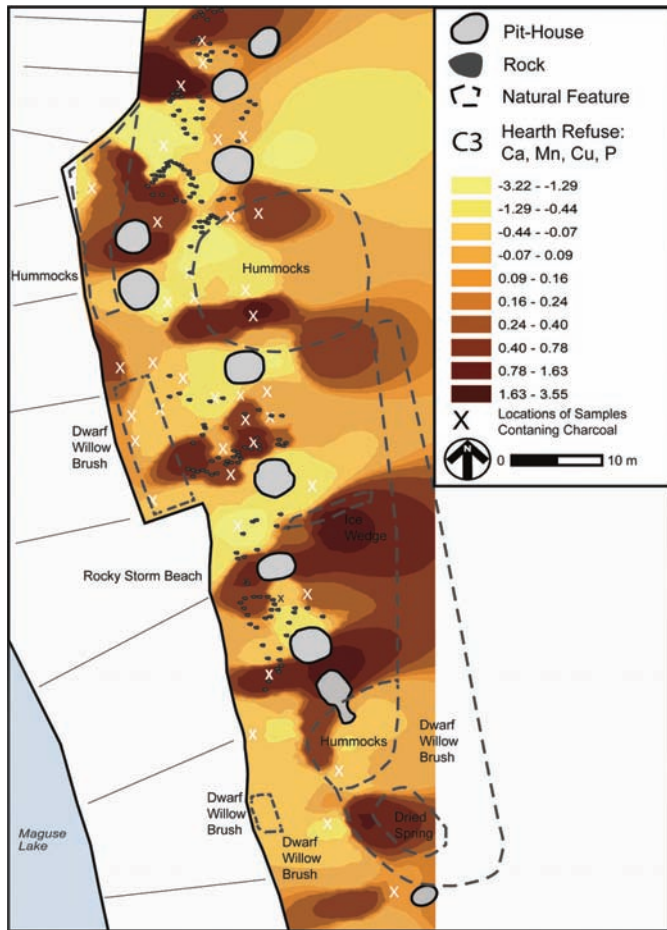 Pit-House
Rock
Natural Feature
C3 Hearth Refuse:
Ca, Mn, Cu, P
-3.22 - -1.29
-1.29 - -0.44
-0.44 - -0.07
-0.07 - 0.09
0.09 - 0.16
0.16 - 0.24
0.24 - 0.40
0.40 - 0.78
0.78 - 1.63
1.63 - 3.55
X Locations of Samples
Contaning Charcoal
N
0 10 m
Hummocks
Hummocks
Dwarf
Willow
Brush
Ice
Wedge
Rocky Storm Beach
Hummocks
Dwarf
Willow
Brush
Dwarf
Willow
Brush
Dwarf
Willow
Brush
Dried
Spring
Maguse
Lake